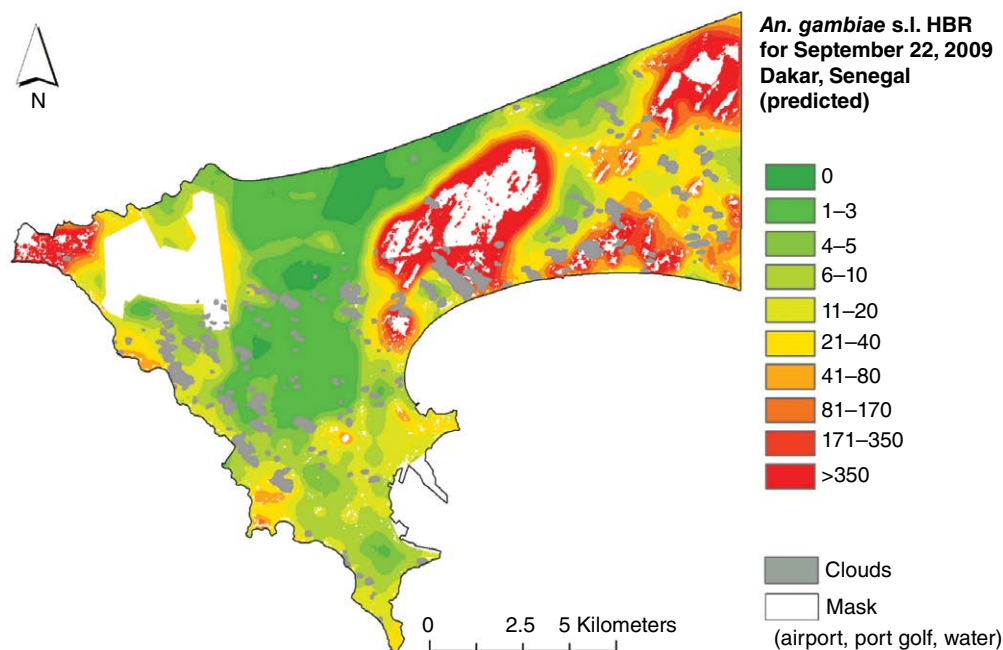 An. gambiae s.l. HBR
for September 22, 2009
Dakar, Senegal
(predicted)
N
0
1–3
4–5
6–10
11–20
21–40
41–80
81–170
171–350
>350
Clouds
Mask
(airport, port golf, water)
0 2.5 5 Kilometers